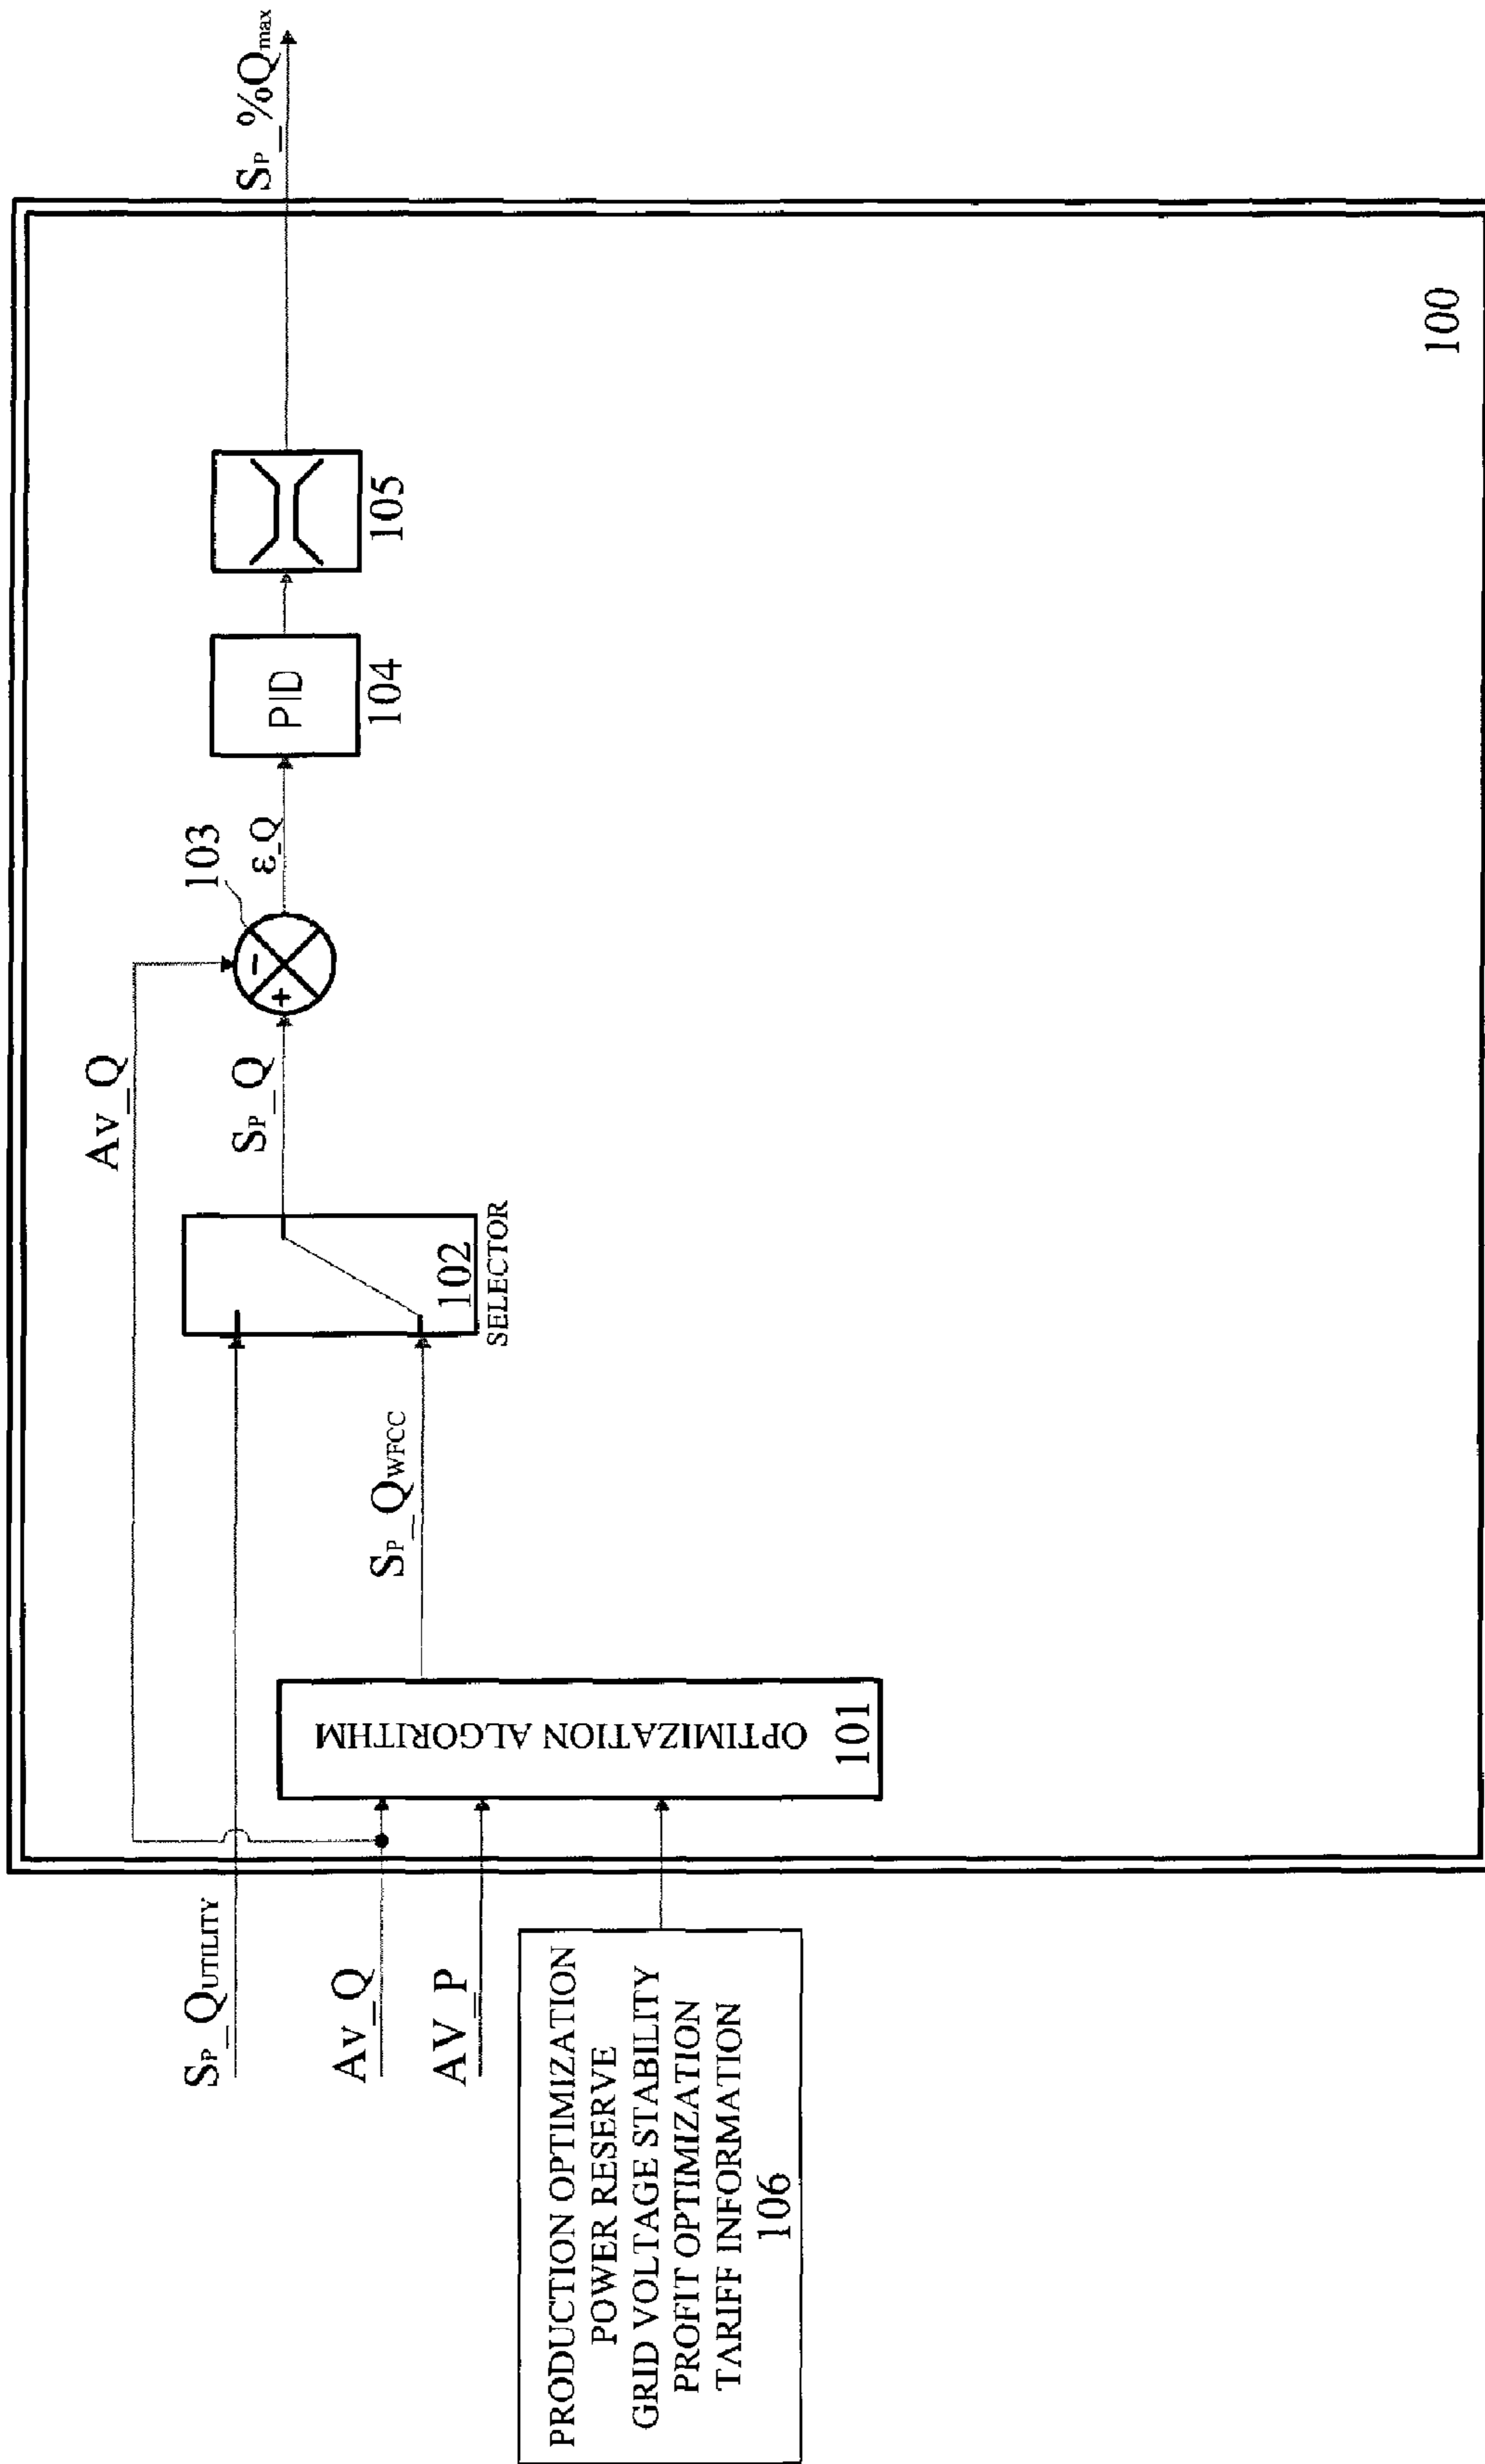 Av_Q
103
SP_QUTILITY
SP_Q
ε_Q
SP_%Qmax
PID
104
105
102
SELECTOR
SP_QWFCC
Av_Q
AV_P
OPTIMIZATION ALGORITHM
101
PRODUCTION OPTIMIZATION
POWER RESERVE
GRID VOLTAGE STABILITY
PROFIT OPTIMIZATION
TARIFF INFORMATION
106
100
+
-